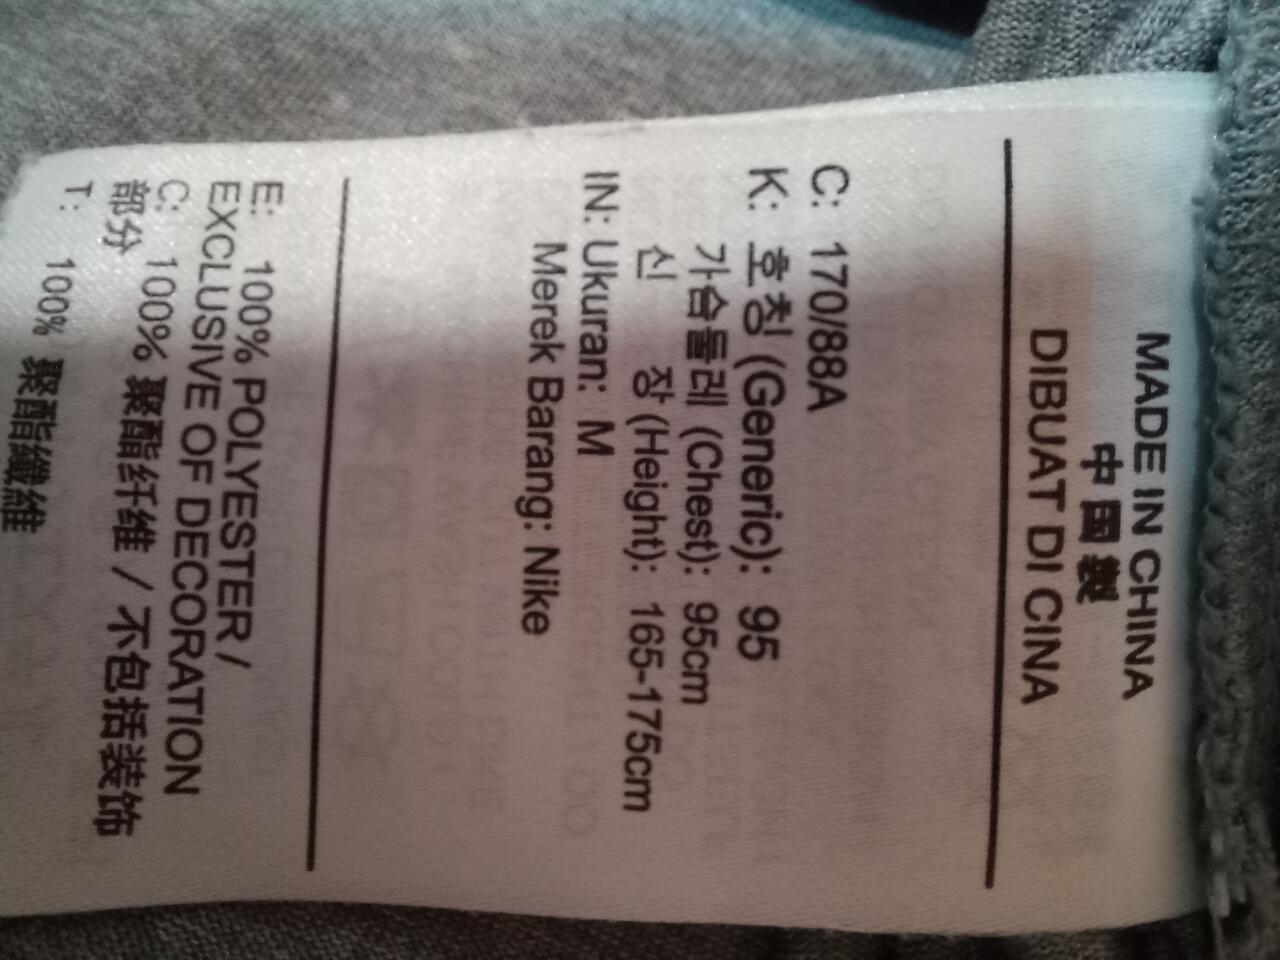 MADE IN CHINA
中国製
DIBUAT DI CINA
C: 170/88A
K: 호칭 (Generic): 95
가슴둘레 (Chest): 95cm
신 장 (Height): 165-175cm
IN: Ukuran: M
Merek Barang: Nike
E: 100% POLYESTER /
EXCLUSIVE OF DECORATION
C: 100% 聚酯纤维 / 不包括装饰
部分
T: 100% 聚酯纖維